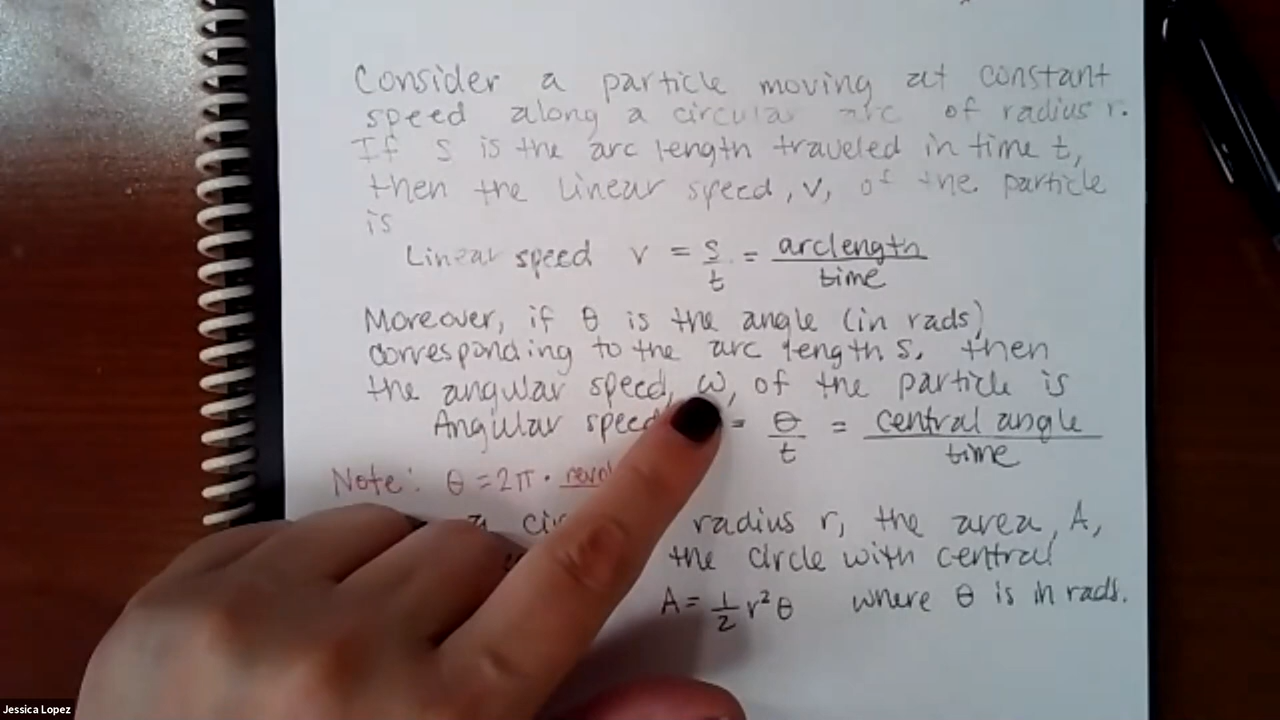 Consider a particle moving at constant
speed along a circular arc of radius r.
If s is the arc length traveled in time t,
then the linear speed, v, of the particle
is
Linear speed v = s/t = arclength/time
Moreover, if θ is the angle (in rads)
corresponding to the arc length s, then
the angular speed, ω, of the particle is
Angular speed = θ/t = central angle/time
Note: θ = 2π ·
a radius r, the area, A,
the circle with central
A = 1/2 r²θ where θ is in rads.
Jessica Lopez